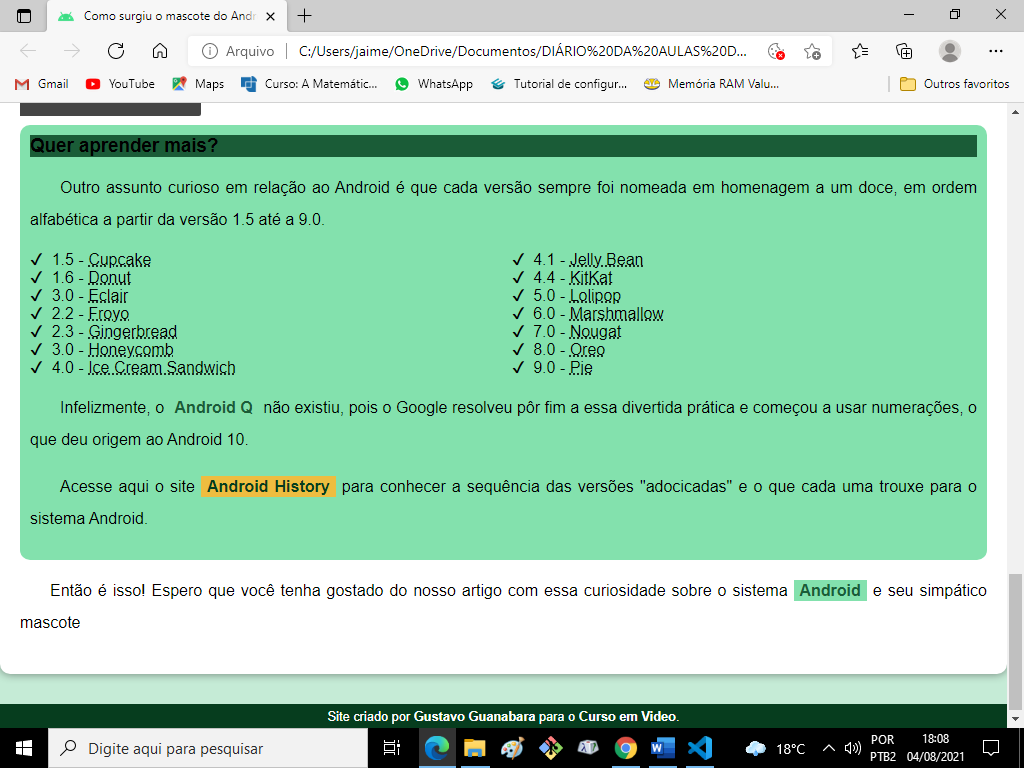 Como surgiu o mascote do Andr
Arquivo
C:/Users/jaime/OneDrive/Documentos/DIÁRIO%20DA%20AULAS%20D...
Gmail YouTube Maps Curso: A Matemátic... WhatsApp Tutorial de configur... Memória RAM Valu... Outros favoritos
Quer aprender mais?
Outro assunto curioso em relação ao Android é que cada versão sempre foi nomeada em homenagem a um doce, em ordem
alfabética a partir da versão 1.5 até a 9.0.
✓ 1.5 - Cupcake
✓ 1.6 - Donut
✓ 3.0 - Eclair
✓ 2.2 - Froyo
✓ 2.3 - Gingerbread
✓ 3.0 - Honeycomb
✓ 4.0 - Ice Cream Sandwich
✓ 4.1 - Jelly Bean
✓ 4.4 - KitKat
✓ 5.0 - Lolipop
✓ 6.0 - Marshmallow
✓ 7.0 - Nougat
✓ 8.0 - Oreo
✓ 9.0 - Pie
Infelizmente, o Android Q não existiu, pois o Google resolveu pôr fim a essa divertida prática e começou a usar numerações, o
que deu origem ao Android 10.
Acesse aqui o site Android History para conhecer a sequência das versões "adocicadas" e o que cada uma trouxe para o
sistema Android.
Então é isso! Espero que você tenha gostado do nosso artigo com essa curiosidade sobre o sistema Android e seu simpático
mascote
Site criado por Gustavo Guanabara para o Curso em Video.
Digite aqui para pesquisar
18°C
POR
PTB2
18:08
04/08/2021